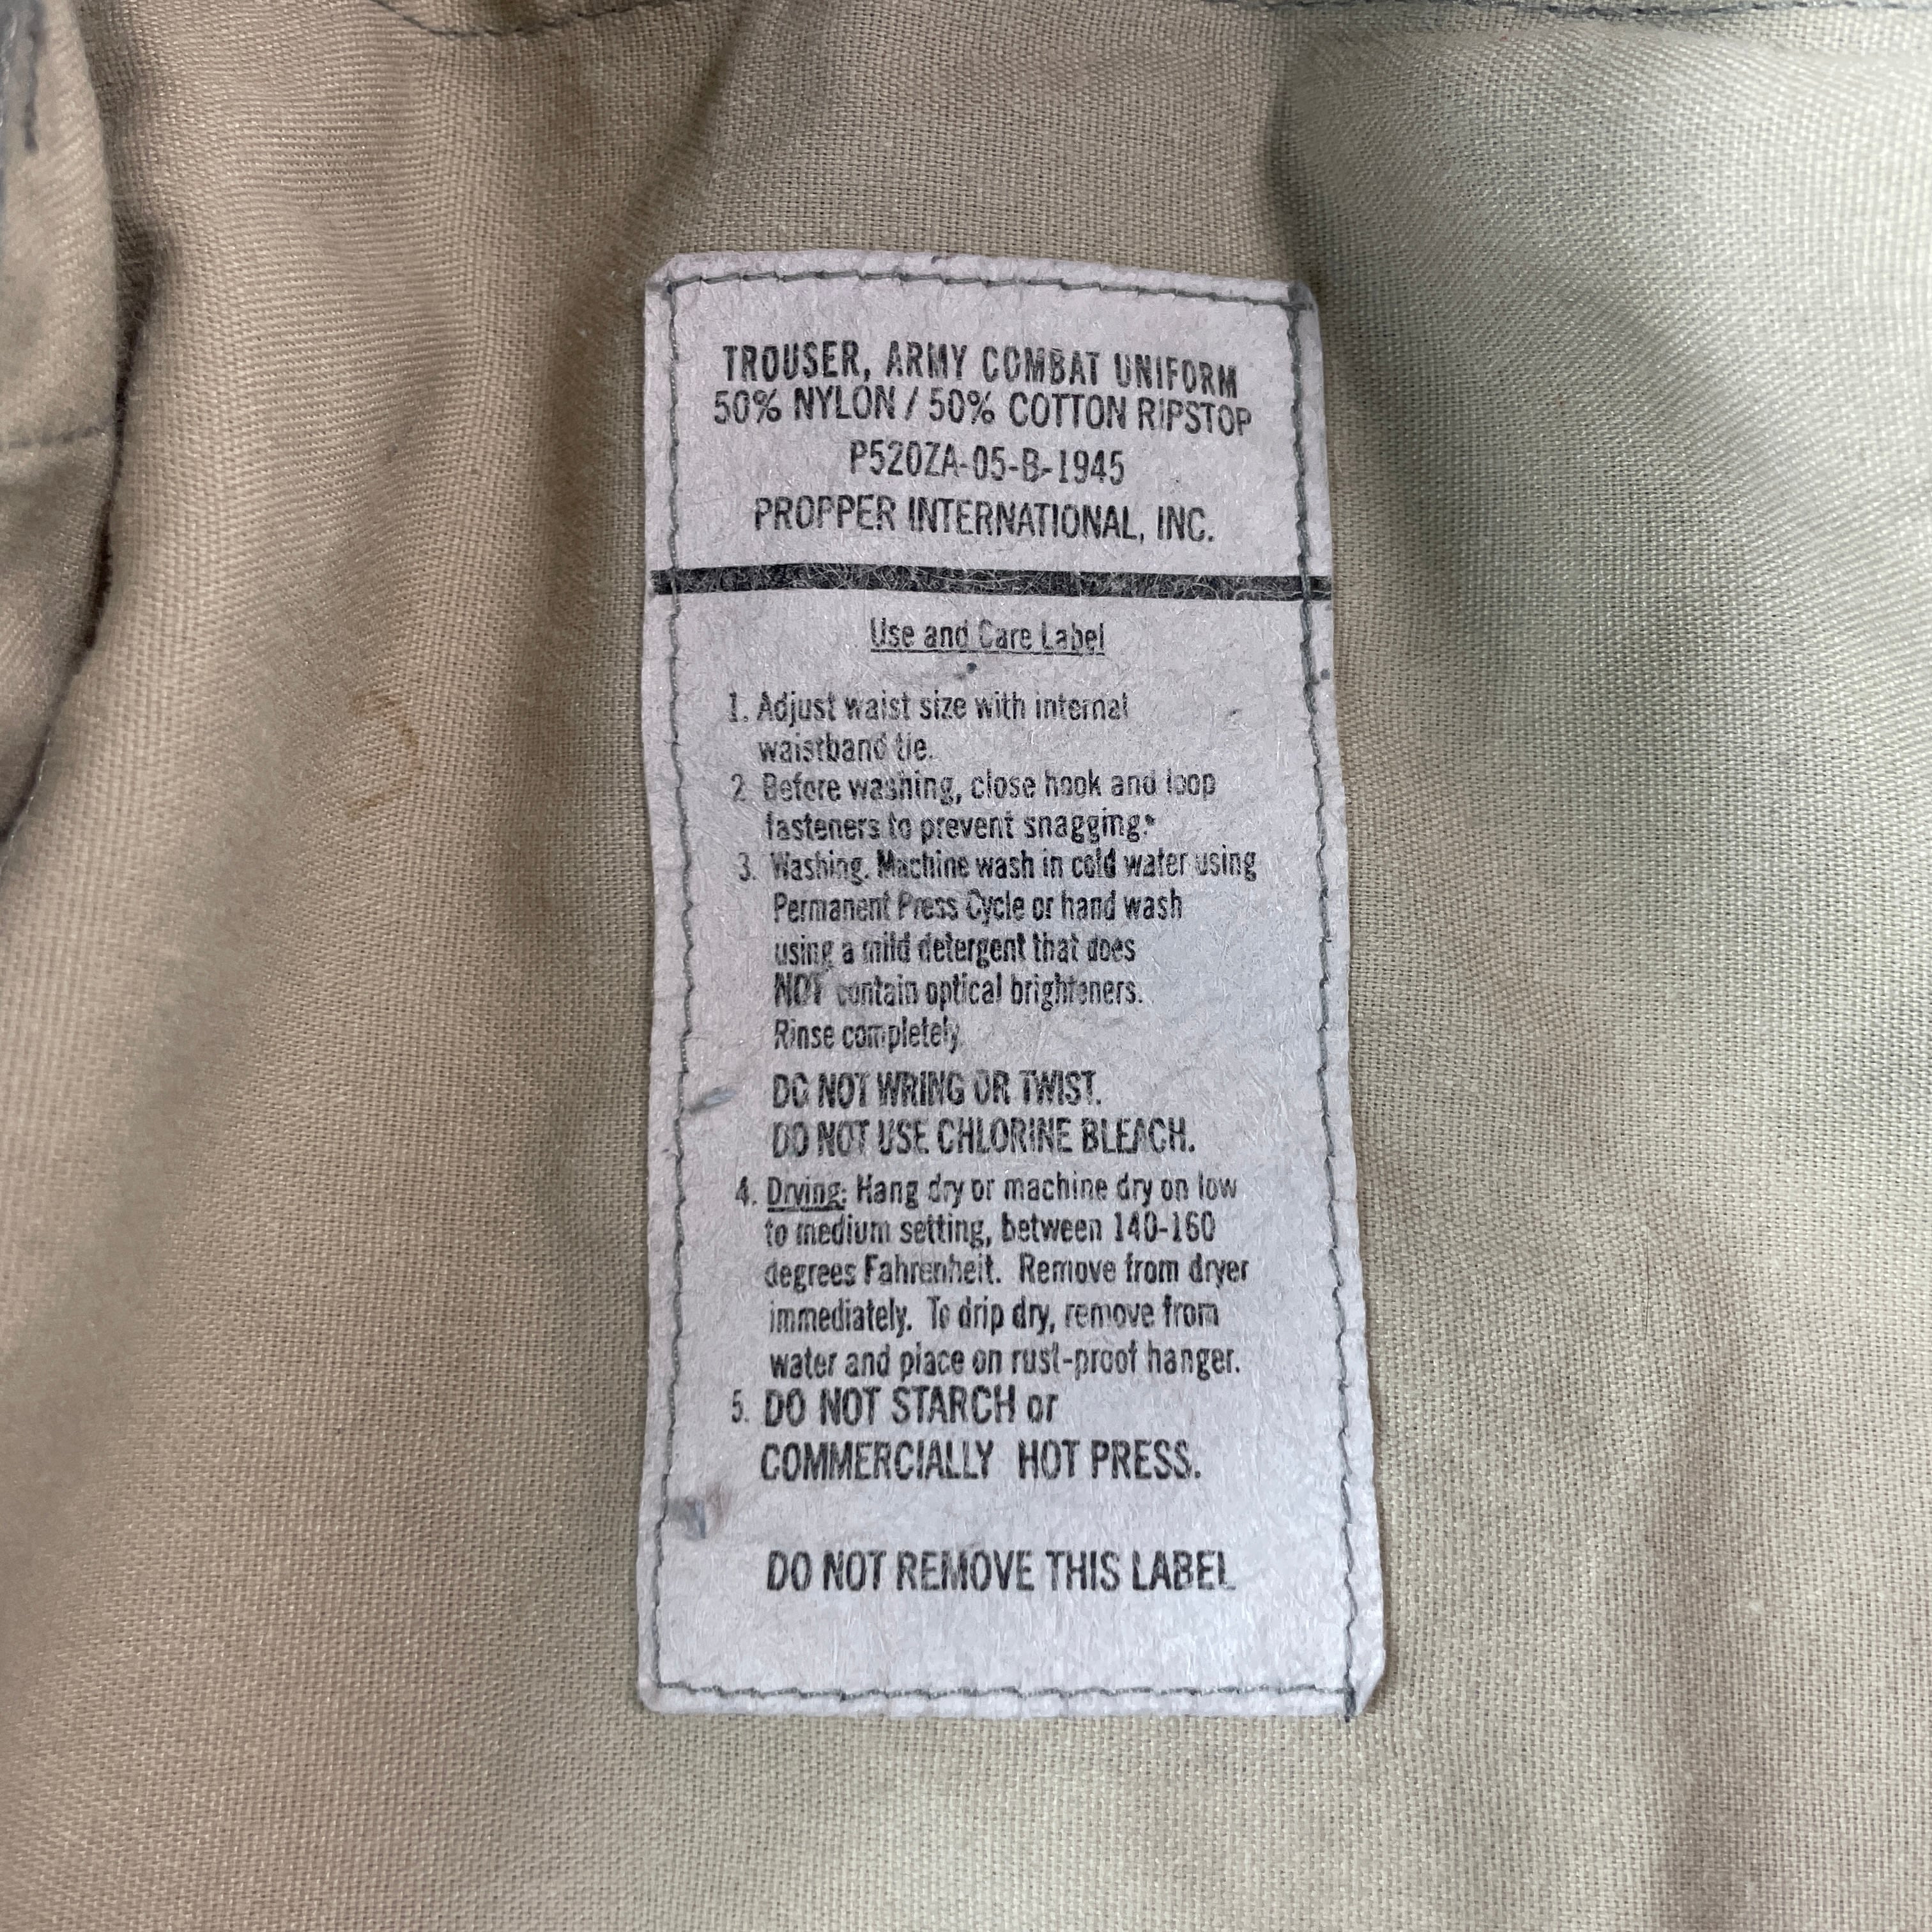 TROUSER, ARMY COMBAT UNIFORM
50% NYLON / 50% COTTON RIPSTOP
P520ZA-05-B-1945
PROPPER INTERNATIONAL, INC.
Use and Care Label
1. Adjust waist size with internal
waistband tie.
2. Before washing, close hook and loop
fasteners to prevent snagging.
3. Washing. Machine wash in cold water using
Permanent Press Cycle or hand wash
using a mild detergent that does
NOT contain optical brighteners.
Rinse completely
DO NOT WRING OR TWIST.
DO NOT USE CHLORINE BLEACH.
4. Drying: Hang dry or machine dry on low
to medium setting, between 140-160
degrees Fahrenheit. Remove from dryer
immediately. To drip dry, remove from
water and place on rust-proof hanger.
5. DO NOT STARCH or
COMMERCIALLY HOT PRESS.
DO NOT REMOVE THIS LABEL